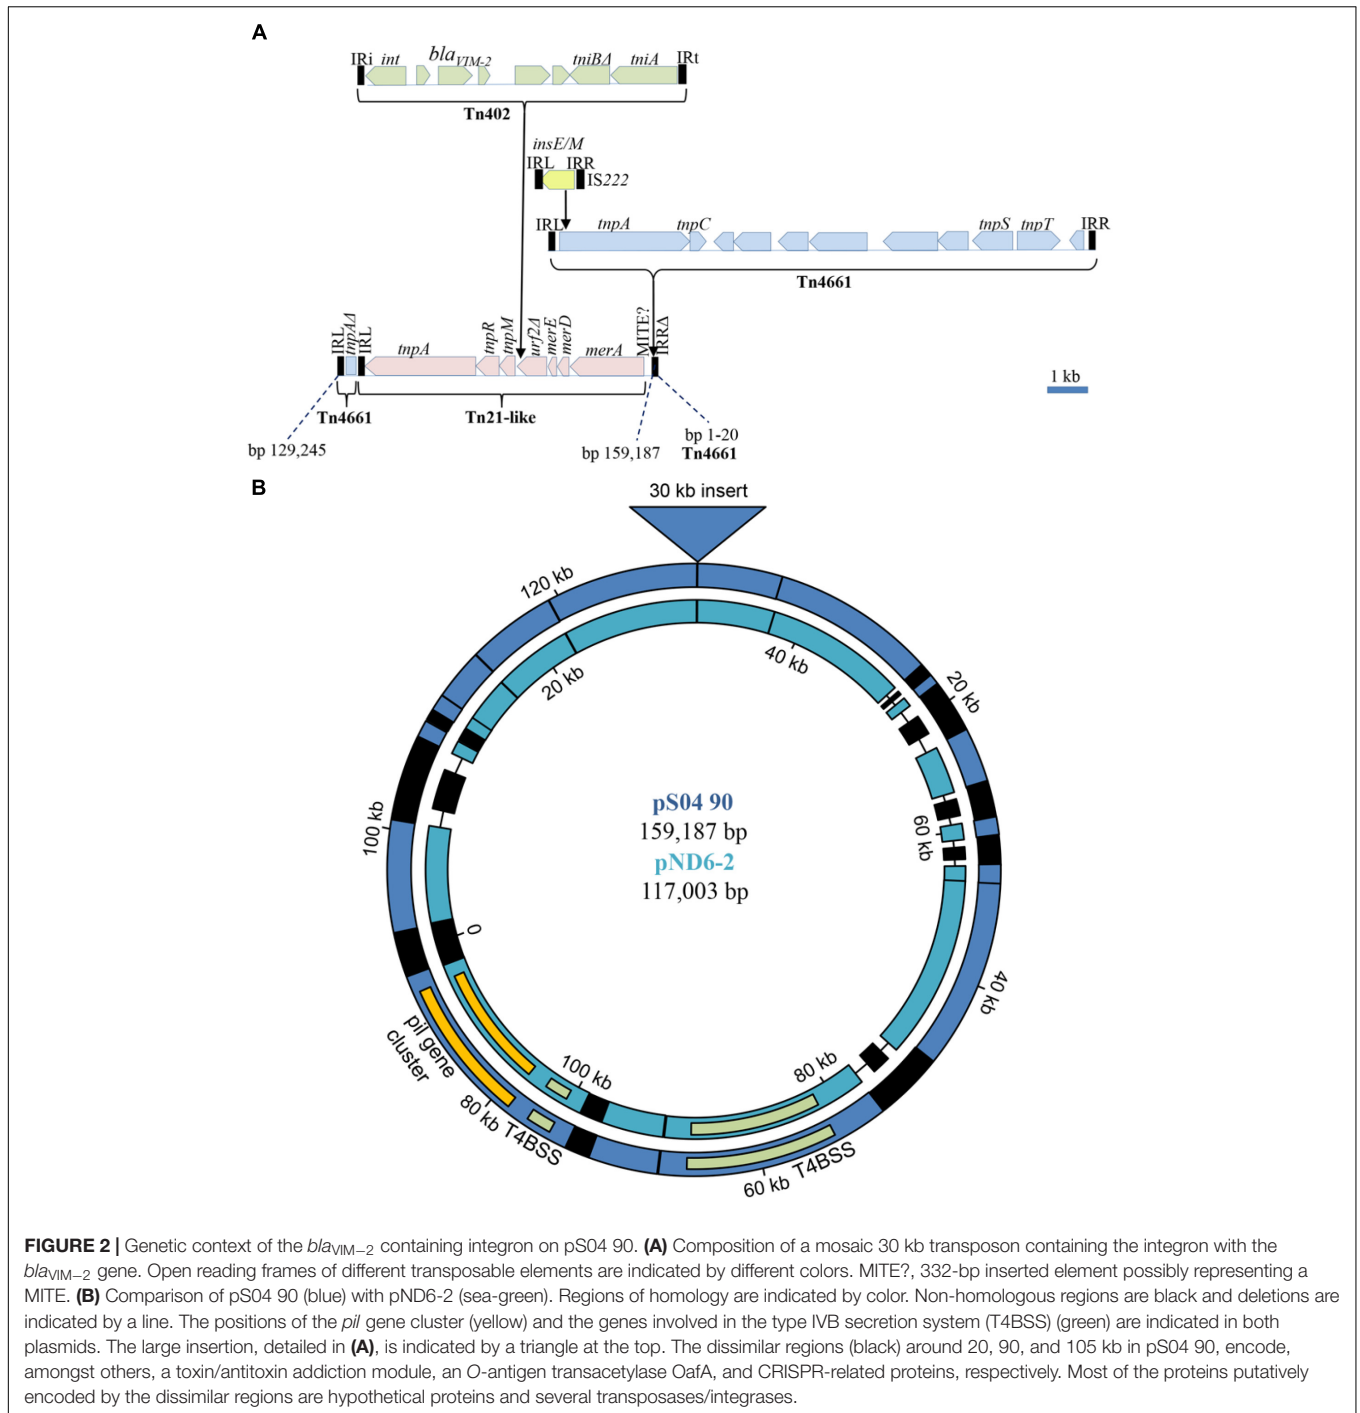 A
IRi int blaVIM-2 tniBΔ tniA IRt
Tn402
insE/M
IRL IRR
IS222
IRL tnpA tnpC tnpS tnpT IRR
Tn4661
IRL tnpAΔ IRL tnpA tnpR tnpM urf2Δ merE merD merA MITE? IRRΔ
1 kb
Tn4661 Tn21-like
bp 129,245
bp 159,187
bp 1-20
Tn4661
B
30 kb insert
120 kb
20 kb
40 kb
20 kb
100 kb
60 kb
pS04 90
159,187 bp
pND6-2
117,003 bp
0
40 kb
pil gene
cluster
100 kb
80 kb
80 kb
T4BSS
T4BSS
60 kb
FIGURE 2 | Genetic context of the blaVIM−2 containing integron on pS04 90. (A) Composition of a mosaic 30 kb transposon containing the integron with the
blaVIM−2 gene. Open reading frames of different transposable elements are indicated by different colors. MITE?, 332-bp inserted element possibly representing a
MITE. (B) Comparison of pS04 90 (blue) with pND6-2 (sea-green). Regions of homology are indicated by color. Non-homologous regions are black and deletions are
indicated by a line. The positions of the pil gene cluster (yellow) and the genes involved in the type IVB secretion system (T4BSS) (green) are indicated in both
plasmids. The large insertion, detailed in (A), is indicated by a triangle at the top. The dissimilar regions (black) around 20, 90, and 105 kb in pS04 90, encode,
amongst others, a toxin/antitoxin addiction module, an O-antigen transacetylase OafA, and CRISPR-related proteins, respectively. Most of the proteins putatively
encoded by the dissimilar regions are hypothetical proteins and several transposases/integrases.